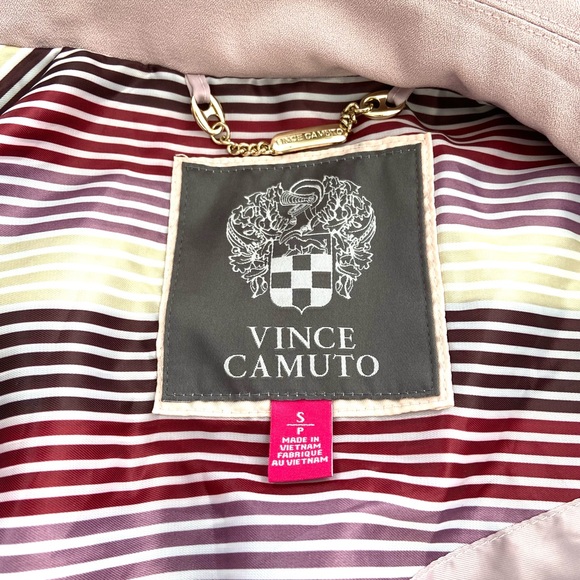 VINCE CAMUTO
VINCE
CAMUTO
S
P
MADE IN
VIETNAM
FABRIQUE
AU VIETNAM